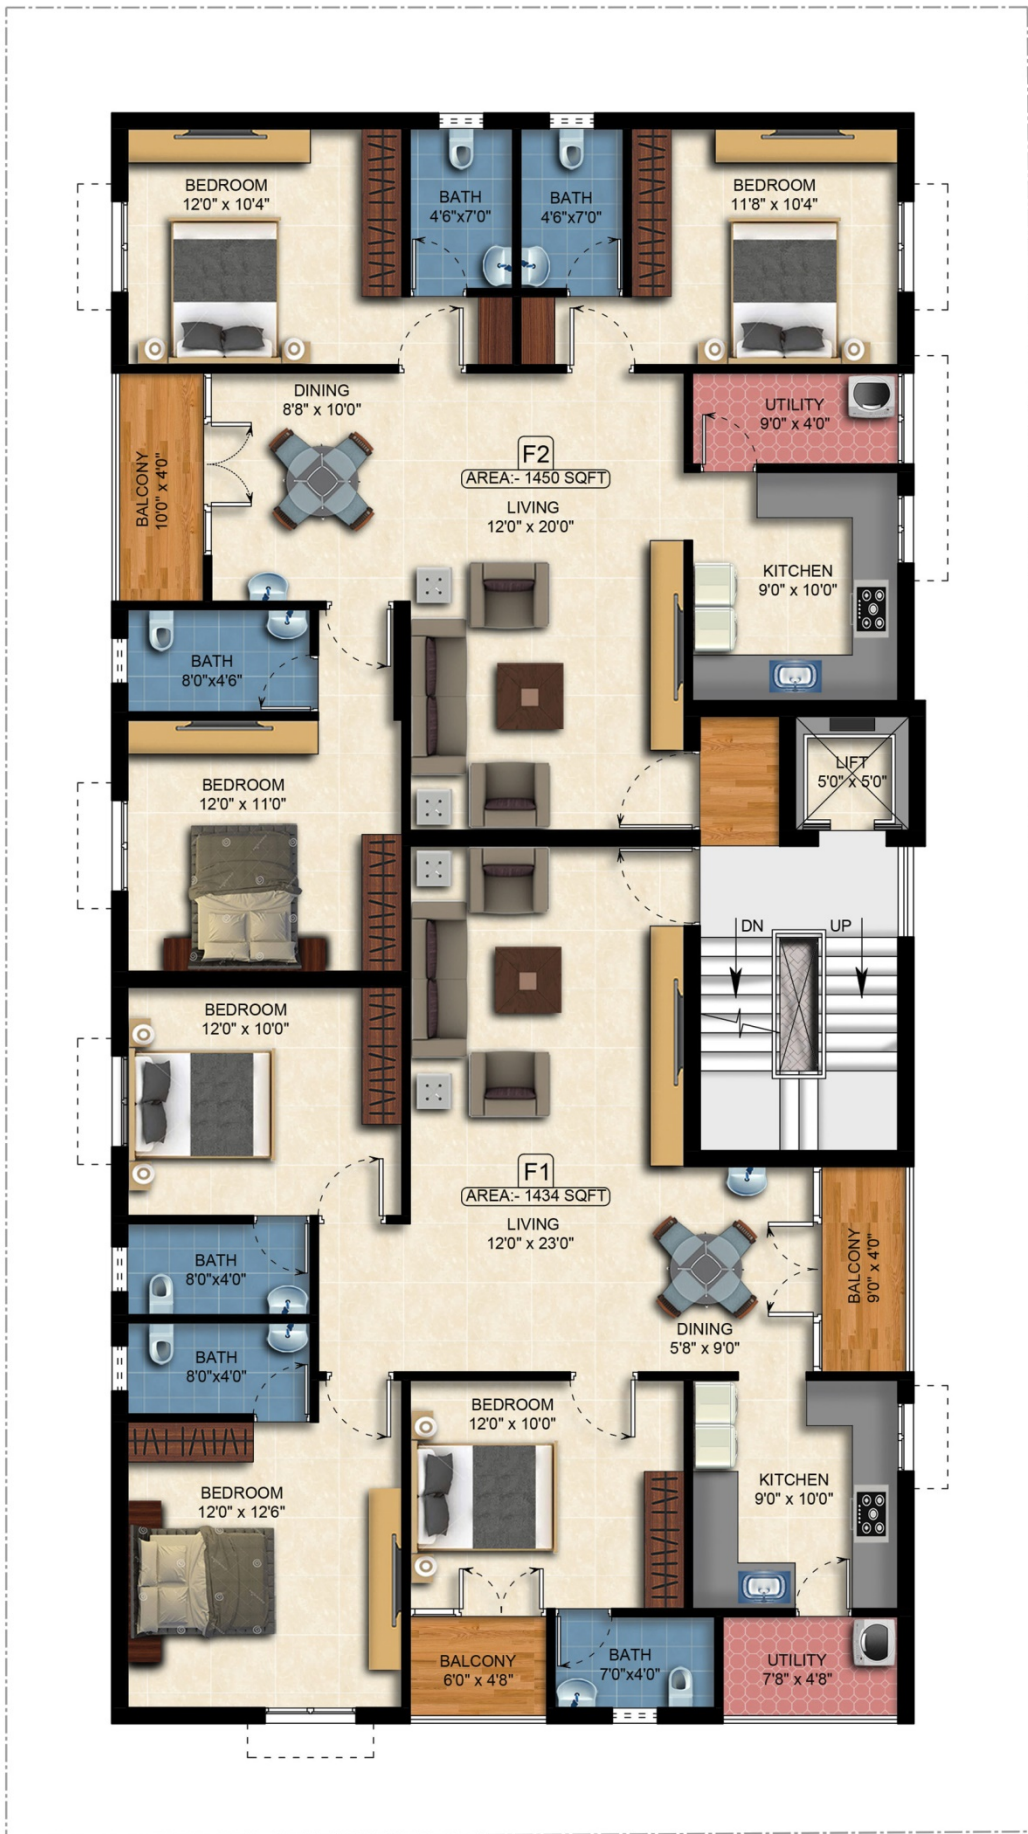 BEDROOM
12'0" x 10'4"
BATH
4'6"x7'0"
BATH
4'6"x7'0"
BEDROOM
11'8" x 10'4"
DINING
8'8" x 10'0"
UTILITY
9'0" x 4'0"
BALCONY
10'0" x 4'0"
F2
AREA:- 1450 SQFT
LIVING
12'0" x 20'0"
KITCHEN
9'0" x 10'0"
BATH
8'0"x4'6"
BEDROOM
12'0" x 11'0"
LIFT
5'0" x 5'0"
DN
UP
BEDROOM
12'0" x 10'0"
F1
AREA:- 1434 SQFT
LIVING
12'0" x 23'0"
BATH
8'0"x4'0"
BALCONY
9'0" x 4'0"
DINING
5'8" x 9'0"
BATH
8'0"x4'0"
BEDROOM
12'0" x 10'0"
BEDROOM
12'0" x 12'6"
KITCHEN
9'0" x 10'0"
BALCONY
6'0" x 4'8"
BATH
7'0"x4'0"
UTILITY
7'8" x 4'8"